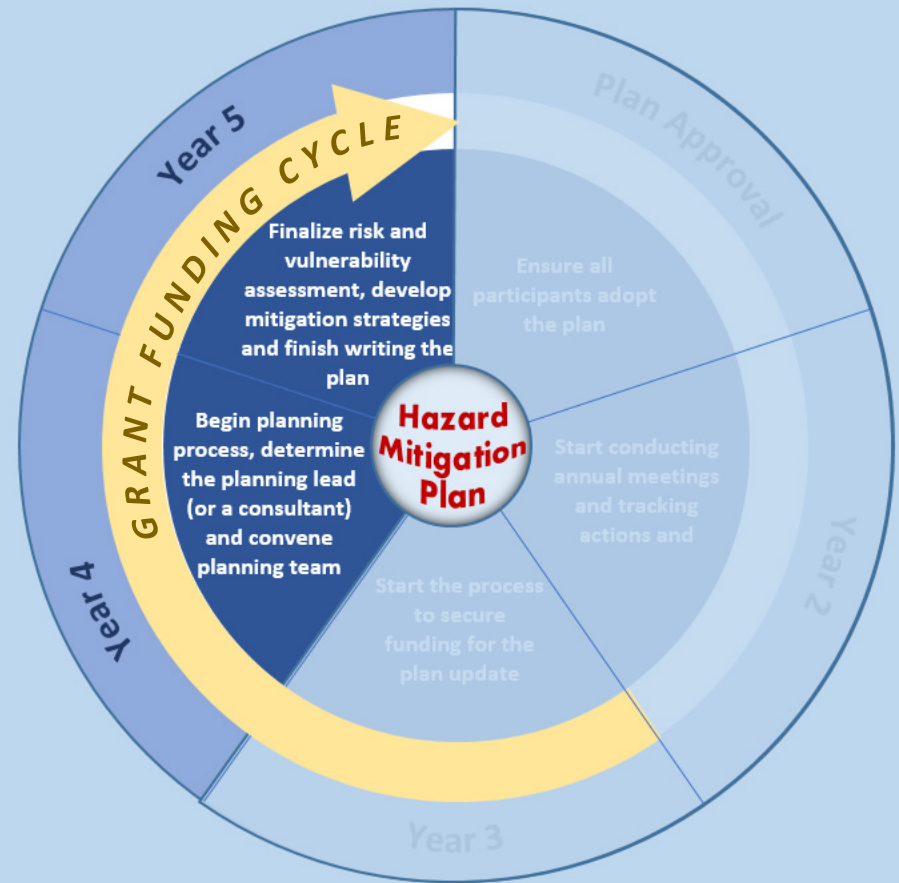 Plan Approval
Ensure all
participants adopt
the plan
Year 2
Start conducting
annual meetings
and tracking
actions and
Year 3
Start the process
to secure
funding for the
plan update
Year 4
Begin planning
process, determine
the planning lead
(or a consultant)
and convene
planning team
Year 5
Finalize risk and
vulnerability
assessment, develop
mitigation strategies
and finish writing the
plan
GRANT FUNDING CYCLE
Hazard
Mitigation
Plan